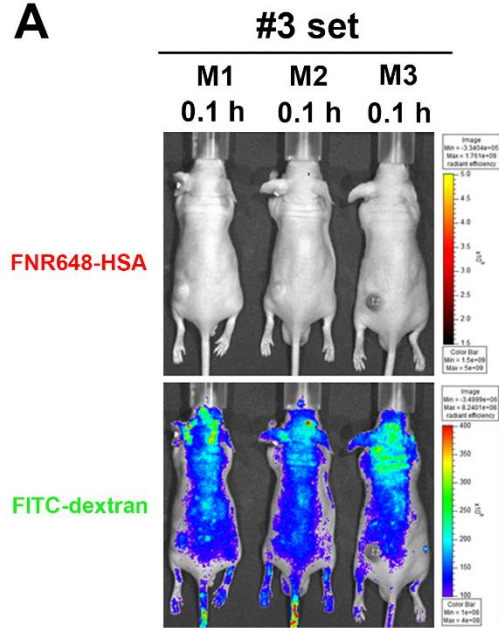 A
#3 set
M1 M2 M3
0.1 h 0.1 h 0.1 h
FNR648-HSA
Image
Min = -3.3404e+05
Max = 1.761e+09
radiant efficiency
5.0
4.5
4.0
3.5
3.0
2.5
2.0
1.5
x10⁹
Color Bar
Min = 1.5e+09
Max = 5e+09
FITC-dextran
Image
Min = -3.4999e+06
Max = 8.2401e+08
radiant efficiency
400
350
300
250
200
150
100
x10⁶
Color Bar
Min = 1e+08
Max = 4e+08